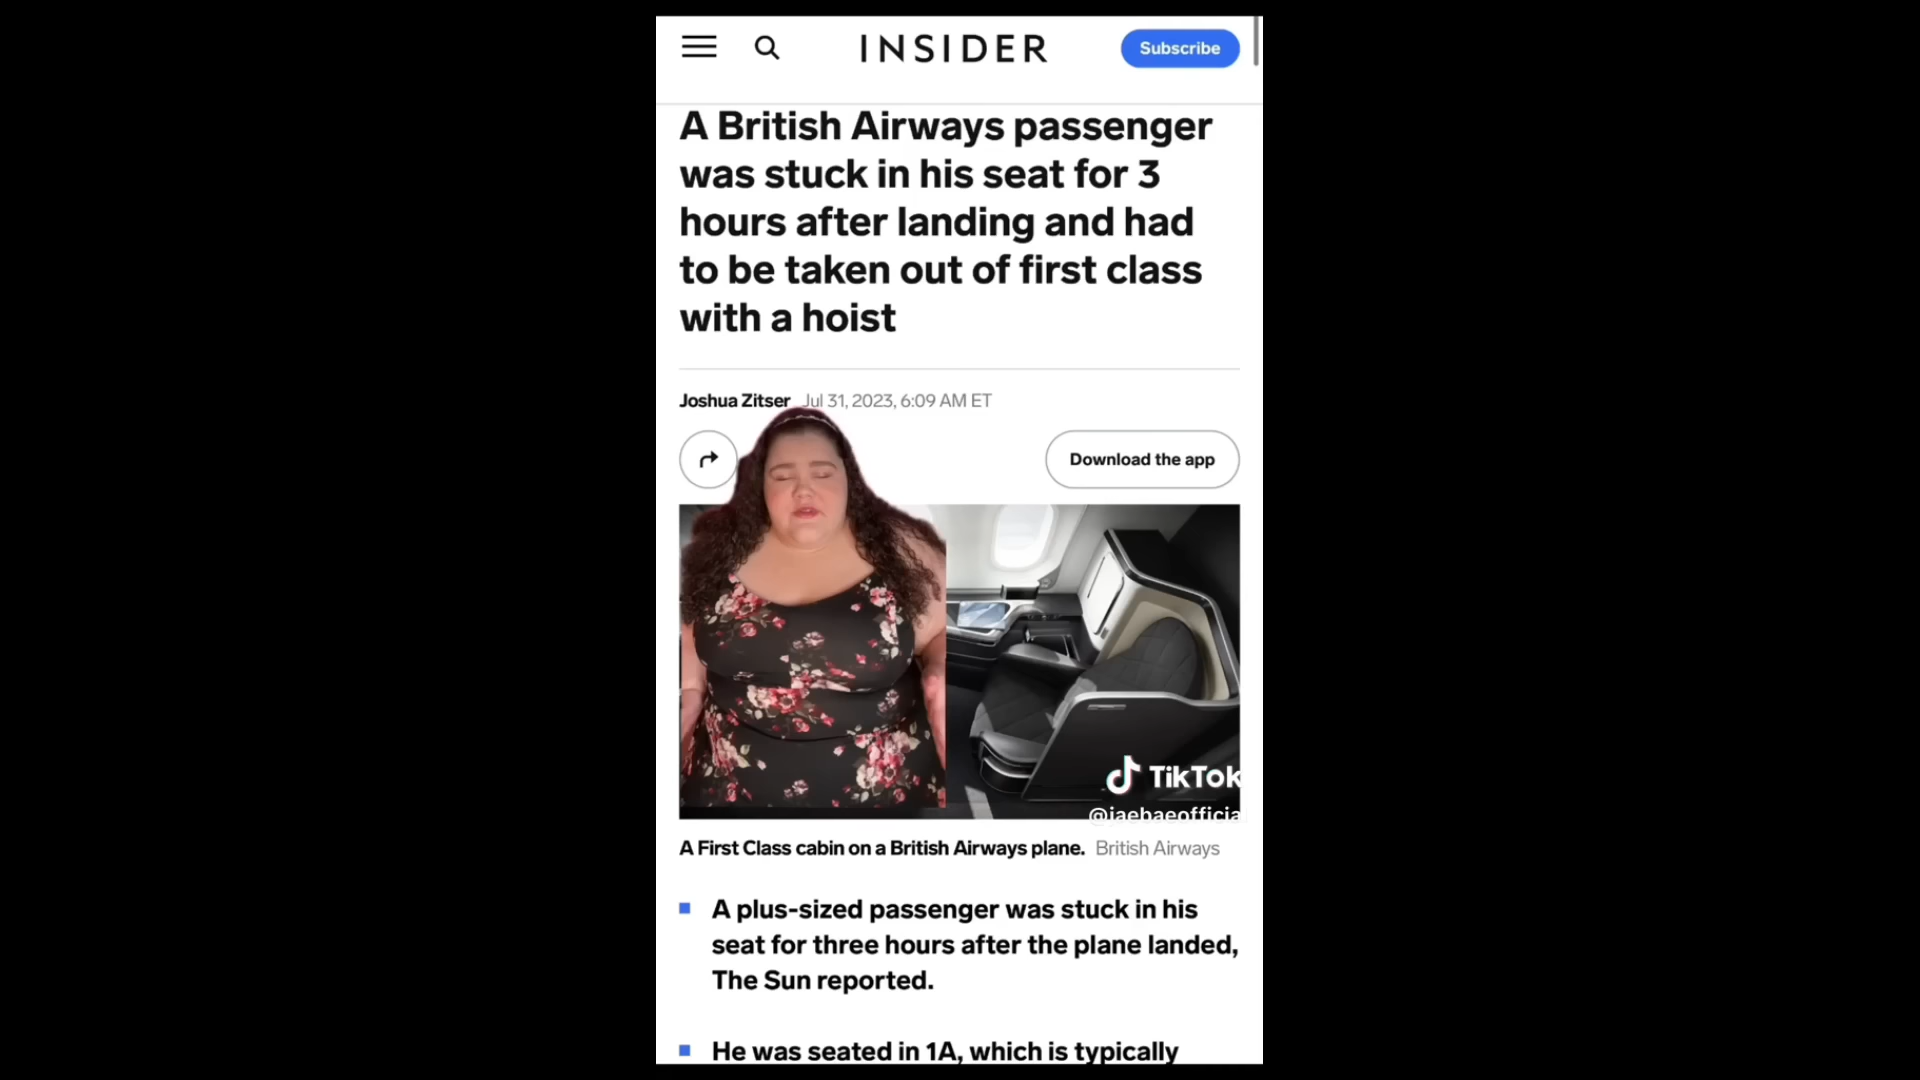 INSIDER
Subscribe
A British Airways passenger
was stuck in his seat for 3
hours after landing and had
to be taken out of first class
with a hoist
Joshua Zitser Jul 31, 2023, 6:09 AM ET
Download the app
TikTok
@jaebaeofficial
A First Class cabin on a British Airways plane. British Airways
A plus-sized passenger was stuck in his
seat for three hours after the plane landed,
The Sun reported.
He was seated in 1A, which is typically